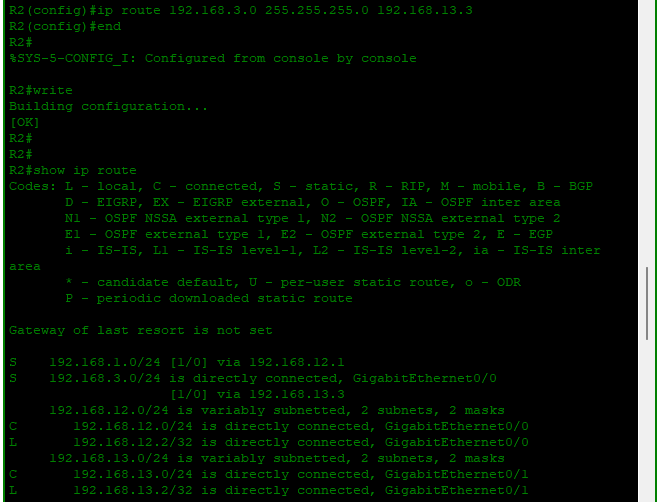 R2(config)#ip route 192.168.3.0 255.255.255.0 192.168.13.3
R2(config)#end
R2#
%SYS-5-CONFIG_I: Configured from console by console
R2#write
Building configuration...
[OK]
R2#
R2#
R2#show ip route
Codes: L - local, C - connected, S - static, R - RIP, M - mobile, B - BGP
D - EIGRP, EX - EIGRP external, O - OSPF, IA - OSPF inter area
N1 - OSPF NSSA external type 1, N2 - OSPF NSSA external type 2
E1 - OSPF external type 1, E2 - OSPF external type 2, E - EGP
i - IS-IS, L1 - IS-IS level-1, L2 - IS-IS level-2, ia - IS-IS inter
area
* - candidate default, U - per-user static route, o - ODR
P - periodic downloaded static route
Gateway of last resort is not set
S 192.168.1.0/24 [1/0] via 192.168.12.1
S 192.168.3.0/24 is directly connected, GigabitEthernet0/0
[1/0] via 192.168.13.3
192.168.12.0/24 is variably subnetted, 2 subnets, 2 masks
C 192.168.12.0/24 is directly connected, GigabitEthernet0/0
L 192.168.12.2/32 is directly connected, GigabitEthernet0/0
192.168.13.0/24 is variably subnetted, 2 subnets, 2 masks
C 192.168.13.0/24 is directly connected, GigabitEthernet0/1
L 192.168.13.2/32 is directly connected, GigabitEthernet0/1